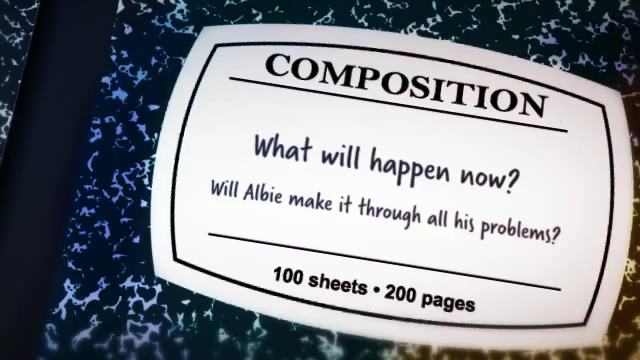 COMPOSITION
What will happen now?
Will Albie make it through all his problems?
100 sheets • 200 pages